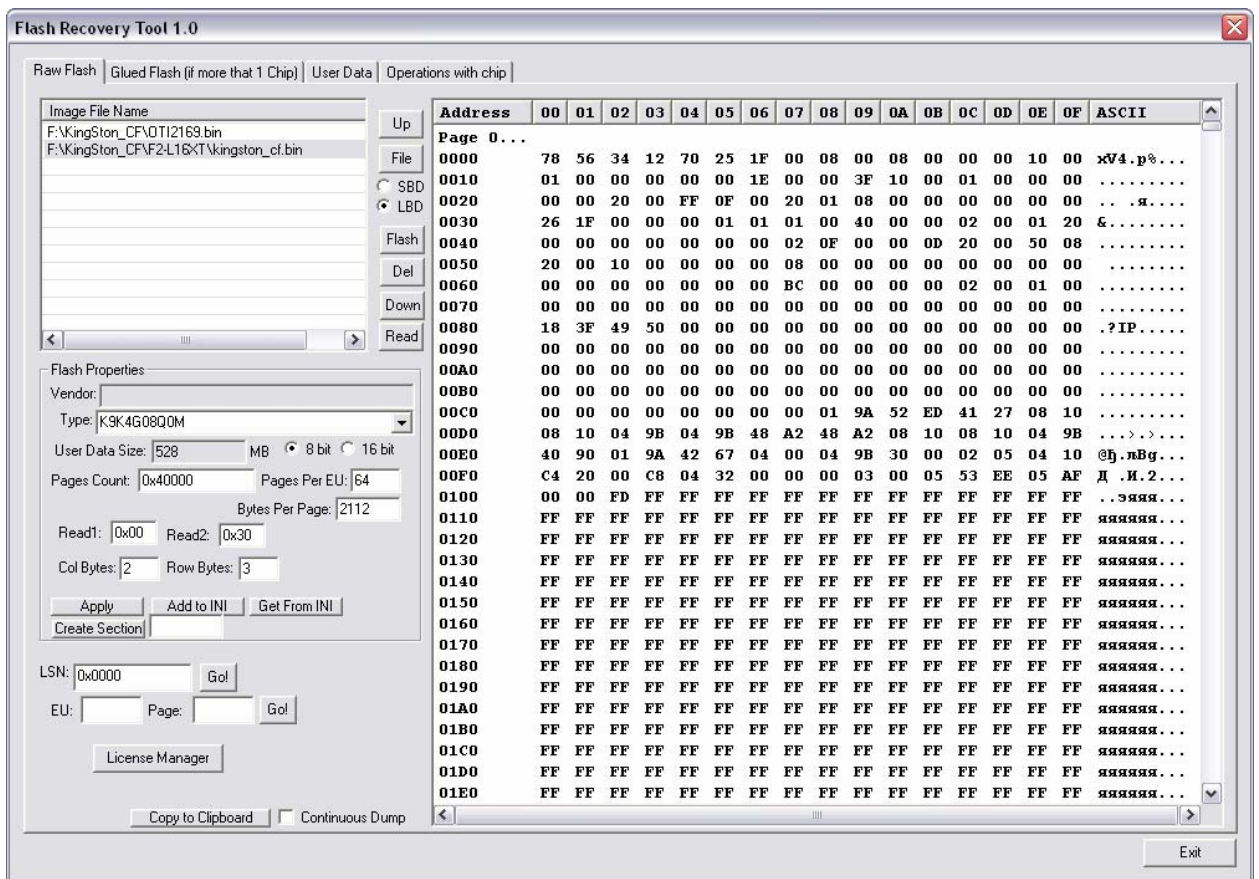 Flash Recovery Tool 1.0
Raw Flash
Glued Flash (if more that 1 Chip)
User Data
Operations with chip
Image File Name
F:\KingSton_CF\OTI2169.bin
F:\KingSton_CF\F2-L16XT\kingston_cf.bin
Up
File
SBD
LBD
Flash
Del
Down
Read
Flash Properties
Vendor:
Type: K9K4G08Q0M
User Data Size: 528 MB 8 bit 16 bit
Pages Count: 0x40000 Pages Per EU: 64
Bytes Per Page: 2112
Read1: 0x00 Read2: 0x30
Col Bytes: 2 Row Bytes: 3
Apply Add to INI Get From INI
Create Section
LSN: 0x0000 Go!
EU: Page: Go!
License Manager
Copy to Clipboard Continuous Dump
Address 00 01 02 03 04 05 06 07 08 09 0A 0B 0C 0D 0E 0F ASCII
Page 0...
0000 78 56 34 12 70 25 1F 00 08 00 08 00 00 00 10 00 xV4.p%...
0010 01 00 00 00 00 00 1E 00 00 3F 10 00 01 00 00 00 .........
0020 00 00 20 00 FF 0F 00 20 01 08 00 00 00 00 00 00 .. .я....
0030 26 1F 00 00 00 01 01 01 00 40 00 00 02 00 01 20 &........
0040 00 00 00 00 00 00 00 02 0F 00 00 0D 20 00 50 08 .........
0050 20 00 10 00 00 00 00 08 00 00 00 00 00 00 00 00 ........
0060 00 00 00 00 00 00 00 BC 00 00 00 00 02 00 01 00 .........
0070 00 00 00 00 00 00 00 00 00 00 00 00 00 00 00 00 .........
0080 18 3F 49 50 00 00 00 00 00 00 00 00 00 00 00 00 .?IP.....
0090 00 00 00 00 00 00 00 00 00 00 00 00 00 00 00 00 .........
00A0 00 00 00 00 00 00 00 00 00 00 00 00 00 00 00 00 .........
00B0 00 00 00 00 00 00 00 00 00 00 00 00 00 00 00 00 .........
00C0 00 00 00 00 00 00 00 00 01 9A 52 ED 41 27 08 10 .........
00D0 08 10 04 9B 04 9B 48 A2 48 A2 08 10 08 10 04 9B ...›.›...
00E0 40 90 01 9A 42 67 04 00 04 9B 30 00 02 05 04 10 @ђ.љBg...
00F0 C4 20 00 C8 04 32 00 00 00 03 00 05 53 EE 05 AF Д .И.2...
0100 00 00 FD FF FF FF FF FF FF FF FF FF FF FF FF FF ..эяяя...
0110 FF FF FF FF FF FF FF FF FF FF FF FF FF FF FF FF яяяяяя...
0120 FF FF FF FF FF FF FF FF FF FF FF FF FF FF FF FF яяяяяя...
0130 FF FF FF FF FF FF FF FF FF FF FF FF FF FF FF FF яяяяяя...
0140 FF FF FF FF FF FF FF FF FF FF FF FF FF FF FF FF яяяяяя...
0150 FF FF FF FF FF FF FF FF FF FF FF FF FF FF FF FF яяяяяя...
0160 FF FF FF FF FF FF FF FF FF FF FF FF FF FF FF FF яяяяяя...
0170 FF FF FF FF FF FF FF FF FF FF FF FF FF FF FF FF яяяяяя...
0180 FF FF FF FF FF FF FF FF FF FF FF FF FF FF FF FF яяяяяя...
0190 FF FF FF FF FF FF FF FF FF FF FF FF FF FF FF FF яяяяяя...
01A0 FF FF FF FF FF FF FF FF FF FF FF FF FF FF FF FF яяяяяя...
01B0 FF FF FF FF FF FF FF FF FF FF FF FF FF FF FF FF яяяяяя...
01C0 FF FF FF FF FF FF FF FF FF FF FF FF FF FF FF FF яяяяяя...
01D0 FF FF FF FF FF FF FF FF FF FF FF FF FF FF FF FF яяяяяя...
01E0 FF FF FF FF FF FF FF FF FF FF FF FF FF FF FF FF яяяяяя...
Exit